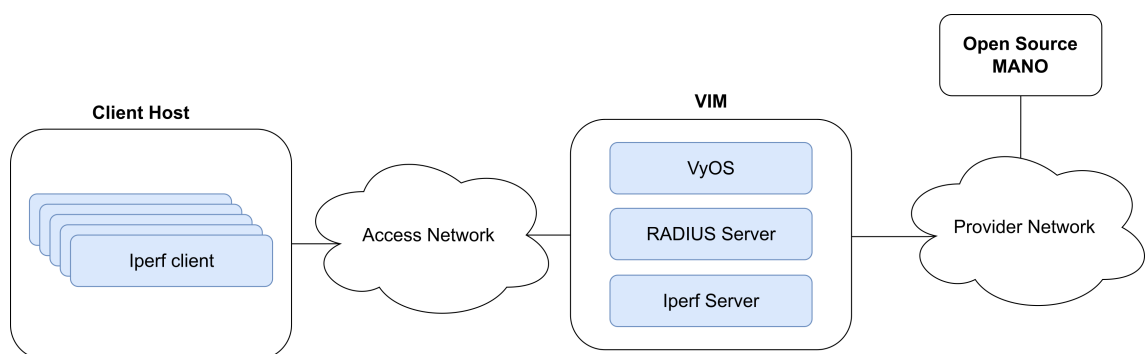 Open Source
MANO
Client Host
VIM
VyOS
RADIUS Server
Iperf Server
Iperf client
Access Network
Provider Network